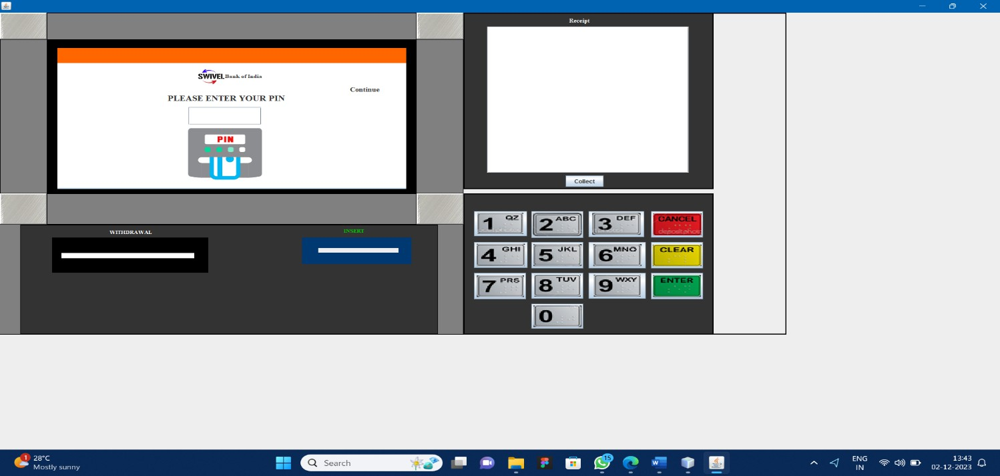 Receipt
SWIVEL Bank of India
Continue
PLEASE ENTER YOUR PIN
PIN
Collect
WITHDRAWAL
INSERT
1 QZ 2 ABC 3 DEF CANCEL
depositphotos
4 GHI 5 JKL 6 MNO CLEAR
7 PRS 8 TUV 9 WXY ENTER
0
1
28°C
Mostly sunny
Search
15
W
ENG
IN
13:43
02-12-2023